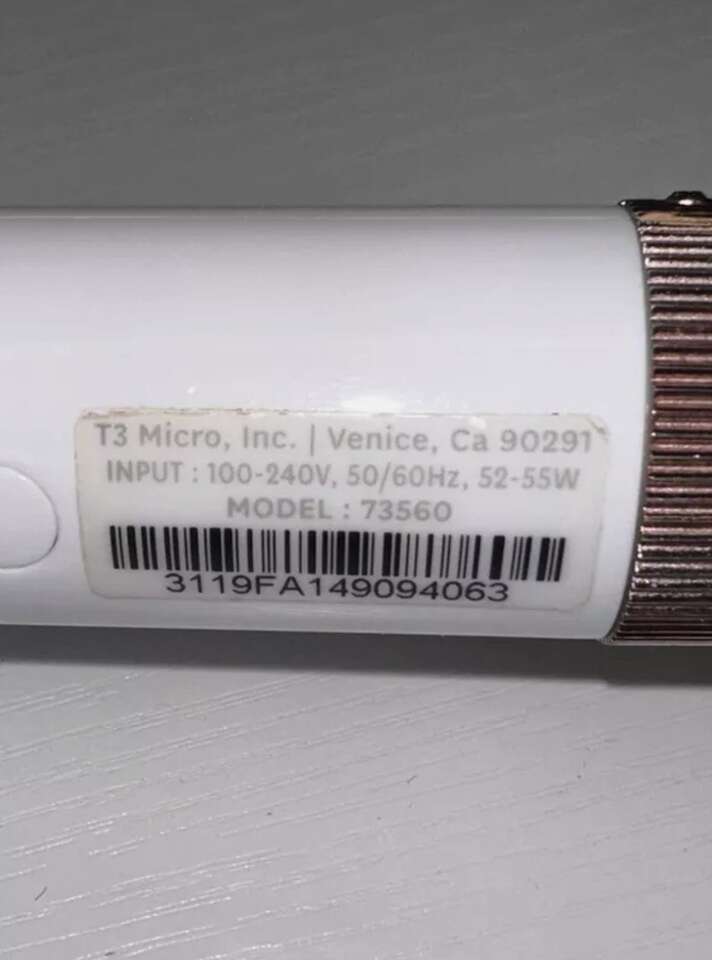 T3 Micro, Inc. | Venice, Ca 90291
INPUT : 100-240V, 50/60Hz, 52-55W
MODEL : 73560
3119FA149094063